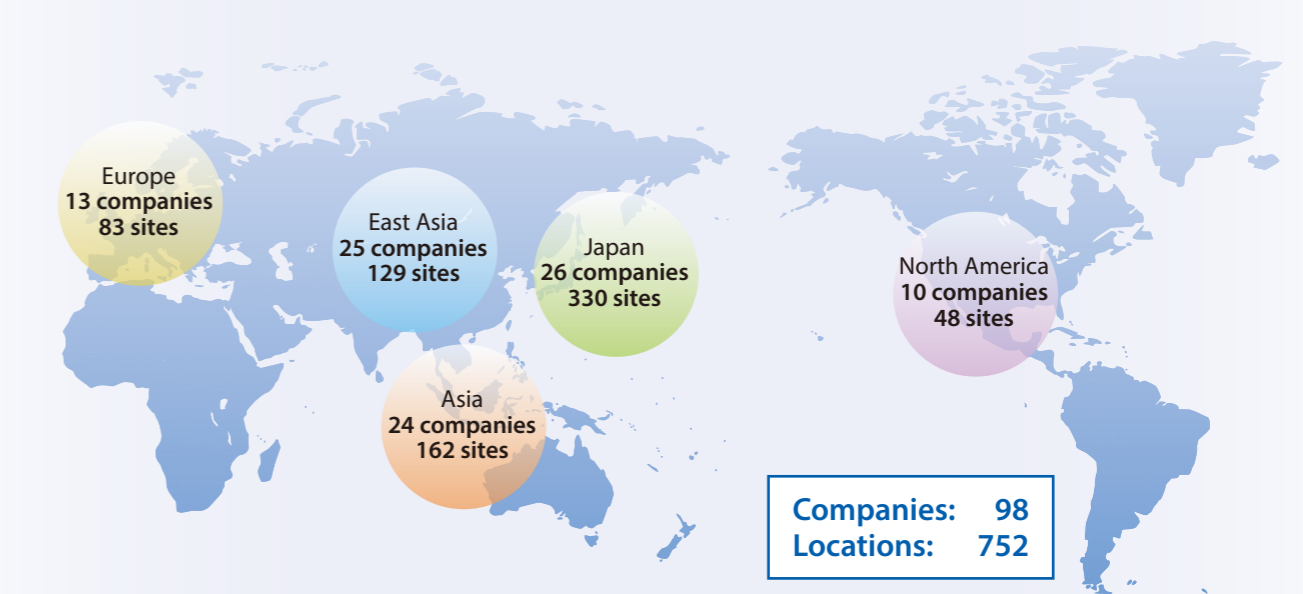 Europe
13 companies
83 sites
East Asia
25 companies
129 sites
Japan
26 companies
330 sites
North America
10 companies
48 sites
Asia
24 companies
162 sites
Companies: 98
Locations: 752